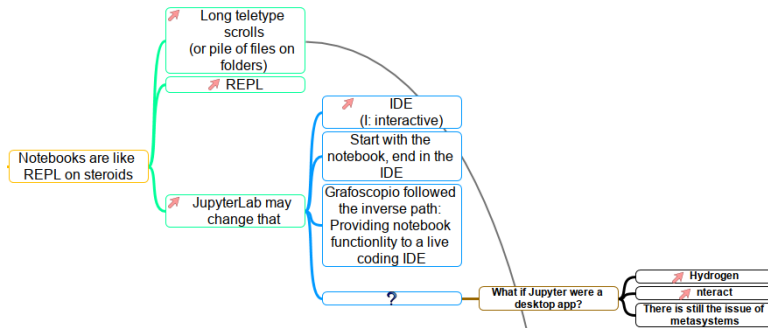 Long teletype
scrolls
(or pile of files on
folders)
REPL
Notebooks are like
REPL on steroids
JupyterLab may
change that
IDE
(I: interactive)
Start with the
notebook, end in the
IDE
Grafoscopio followed
the inverse path:
Providing notebook
functionlity to a live
coding IDE
?
What if Jupyter were a
desktop app?
Hydrogen
nteract
There is still the issue of
metasystems